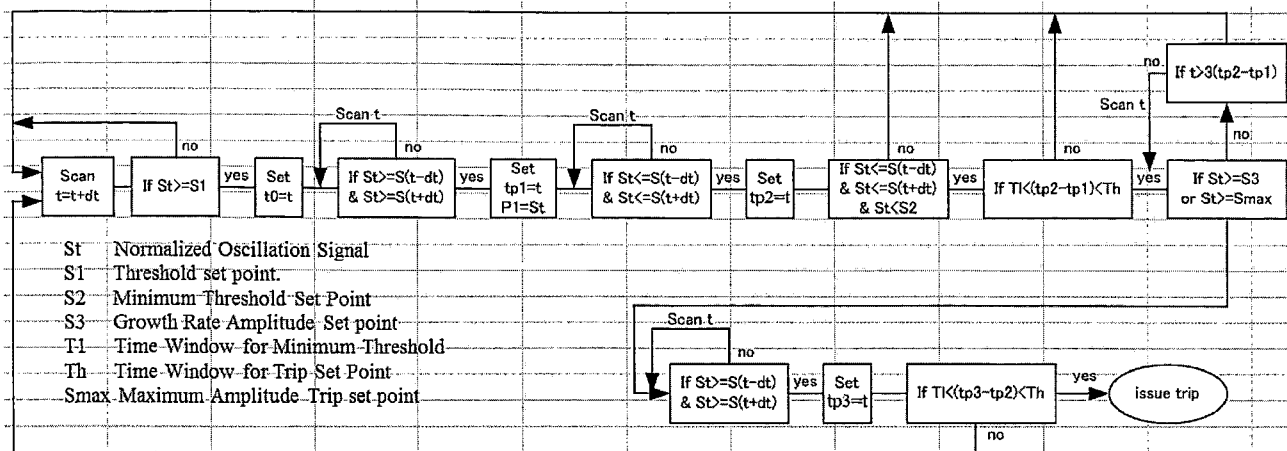 If t>3(tp2-tp1)
no
Scan t
no
Scan t
no
Scan t
no
no
no
Scan
t=t+dt
If St>=S1
yes
Set
t0=t
If St>=S(t-dt)
& St>=S(t+dt)
yes
Set
tp1=t
P1=St
If St<=S(t-dt)
& St<=S(t+dt)
yes
Set
tp2=t
If St<=S(t-dt)
& St<=S(t+dt)
& St<S2
yes
If Tl<(tp2-tp1)<Th
yes
If St>=S3
or St>=Smax
St Normalized Oscillation Signal
S1 Threshold set point.
S2 Minimum Threshold Set Point
S3 Growth Rate Amplitude Set point
T1 Time Window for Minimum Threshold
Th Time Window for Trip Set Point
Smax Maximum Amplitude Trip set point
Scan t
no
If St>=S(t-dt)
& St>=S(t+dt)
yes
Set
tp3=t
If Tl<(tp3-tp2)<Th
yes
issue trip
no